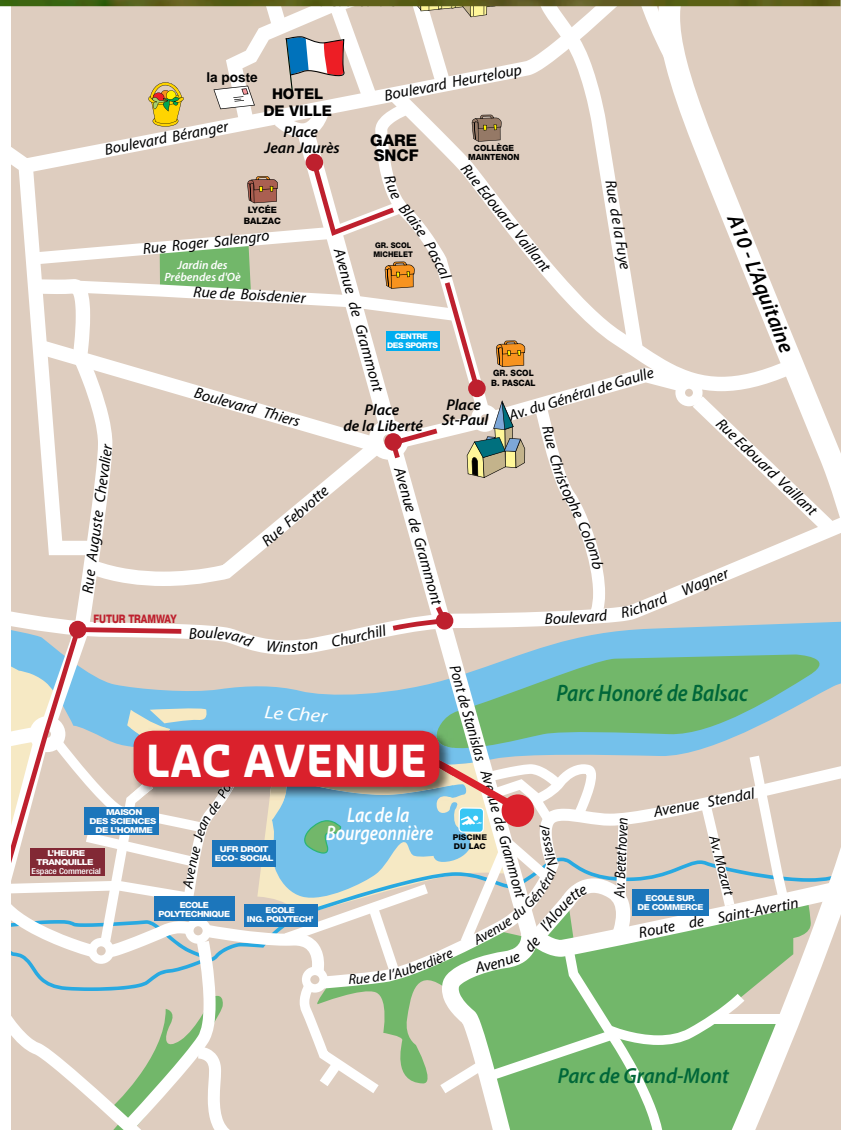 la poste
HOTEL
DE VILLE
Boulevard Heurteloup
Boulevard Béranger
Place
Jean Jaurès
GARE
SNCF
COLLÈGE
MAINTENON
LYCÉE
BALZAC
Rue Blaise Pascal
Rue Edouard Vaillant
Rue de la Fuye
A10 - L'Aquitaine
Rue Roger Salengro
GR. SCOL
MICHELET
Jardin des
Prébendes d'Oè
Avenue de Grammont
Rue de Boisdenier
CENTRE
DES SPORTS
GR. SCOL
B. PASCAL
Boulevard Thiers
Place
de la Liberté
Place
St-Paul
Av. du Général de Gaulle
Rue Christophe Colomb
Rue Edouard Vaillant
Rue Auguste Chevalier
Rue Febvotte
Avenue de Grammont
FUTUR TRAMWAY
Boulevard Winston Churchill
Boulevard Richard Wagner
Pont de Stanislas
Parc Honoré de Balsac
Le Cher
LAC AVENUE
Avenue Jean de Po
Lac de la
Bourgeonnière
PISCINE
DU LAC
Avenue de Grammont
Avenue Stendal
MAISON
DES SCIENCES
DE L'HOMME
L'HEURE
TRANQUILLE
Espace Commercial
UFR DROIT
ECO- SOCIAL
Avenue du Général Niessel
Av. Betethoven
Av. Mozart
ECOLE
POLYTECHNIQUE
ECOLE
ING. POLYTECH'
ECOLE SUP.
DE COMMERCE
Route de Saint-Avertin
Rue de l'Auberdière
Avenue de l'Alouette
Parc de Grand-Mont